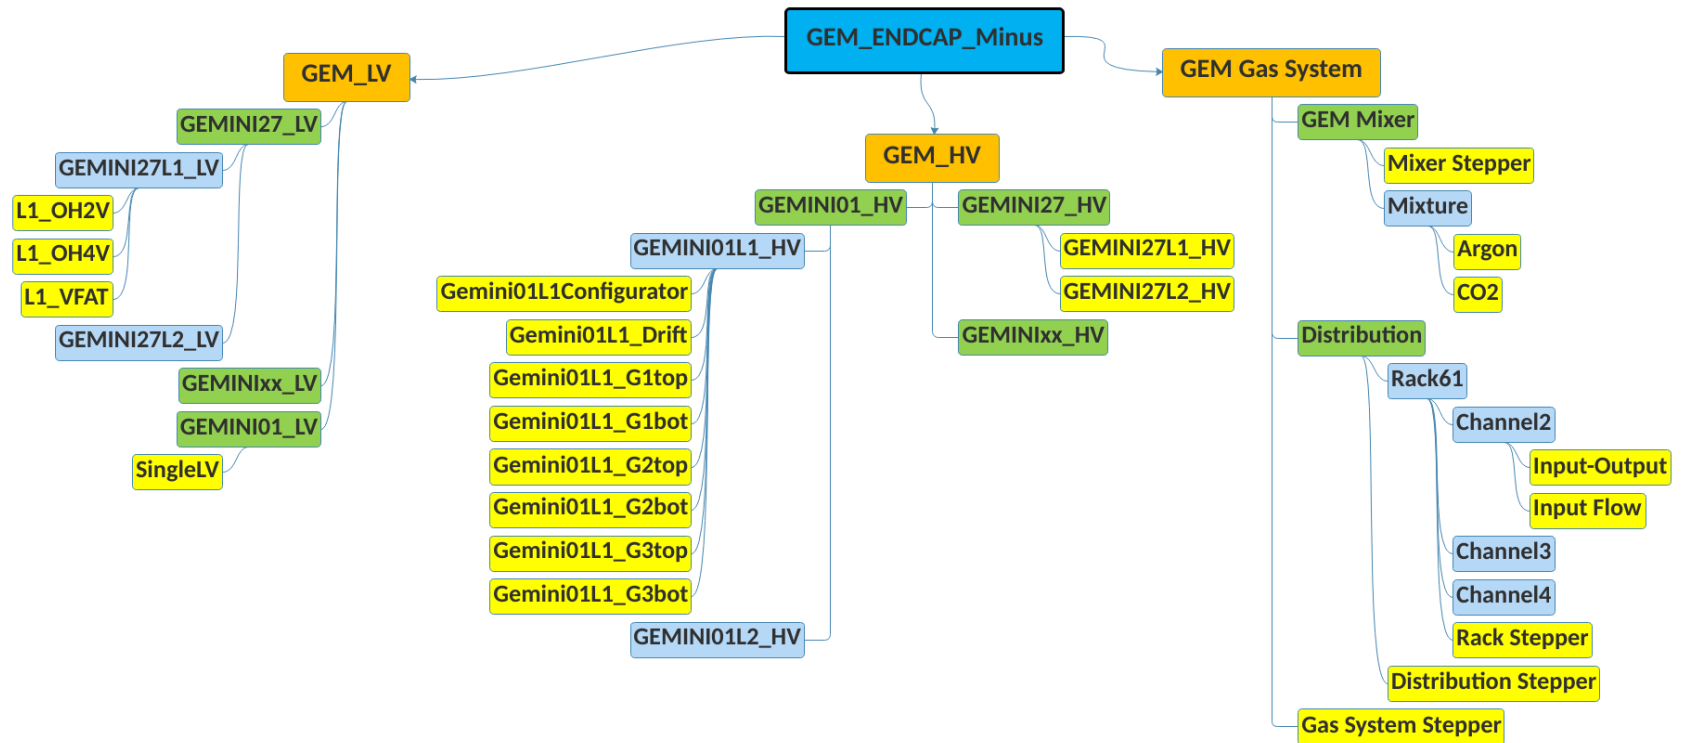 GEM_ENDCAP_Minus
GEM_LV
GEMINI27_LV
GEMINI27L1_LV
L1_OH2V
L1_OH4V
L1_VFAT
GEMINI27L2_LV
GEMINIxx_LV
GEMINI01_LV
SingleLV
GEM_HV
GEMINI01_HV
GEMINI01L1_HV
Gemini01L1Configurator
Gemini01L1_Drift
Gemini01L1_G1top
Gemini01L1_G1bot
Gemini01L1_G2top
Gemini01L1_G2bot
Gemini01L1_G3top
Gemini01L1_G3bot
GEMINI01L2_HV
GEMINI27_HV
GEMINI27L1_HV
GEMINI27L2_HV
GEMINIxx_HV
GEM Gas System
GEM Mixer
Mixer Stepper
Mixture
Argon
CO2
Distribution
Rack61
Channel2
Input-Output
Input Flow
Channel3
Channel4
Rack Stepper
Distribution Stepper
Gas System Stepper